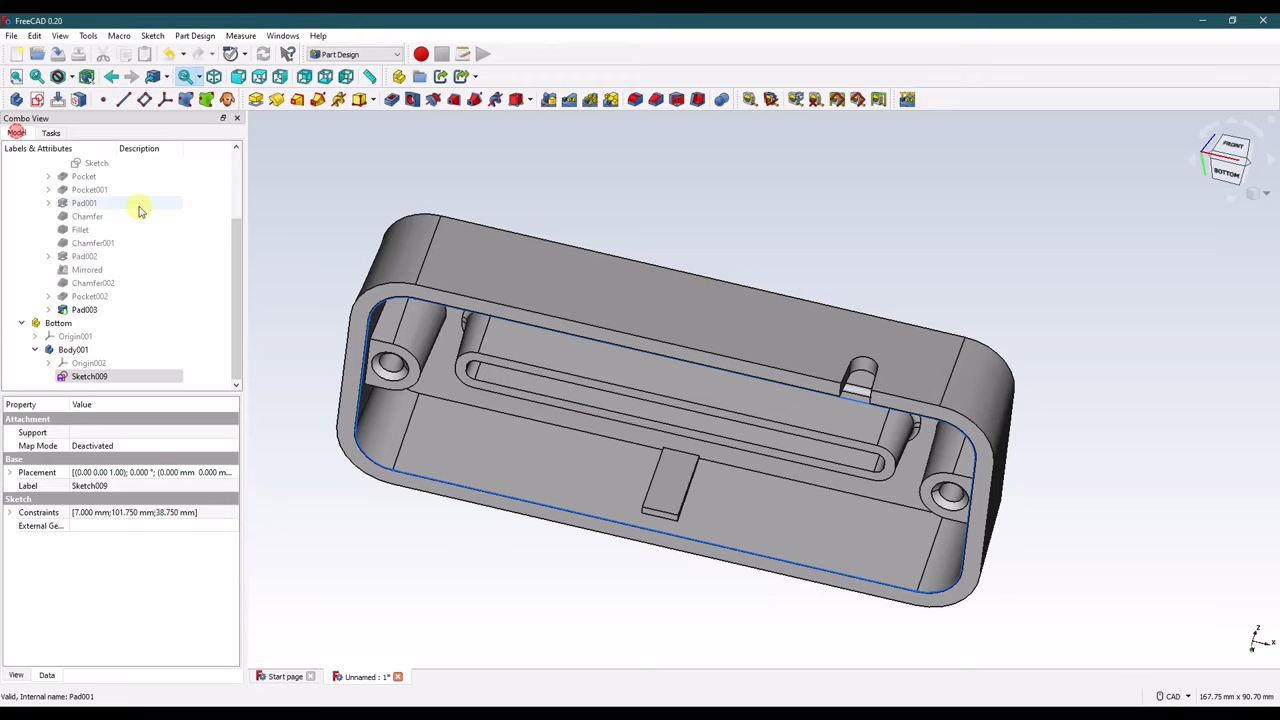 FreeCAD 0.20
File Edit View Tools Macro Sketch Part Design Measure Windows Help
Part Design
Combo View
Model Tasks
Labels & Attributes Description
Sketch
Pocket
Pocket001
Pad001
Chamfer
Fillet
Chamfer001
Pad002
Mirrored
Chamfer002
Pocket002
Pad003
Bottom
Origin001
Body001
Origin002
Sketch009
Property Value
Attachment
Support
Map Mode Deactivated
Base
Placement [(0.00 0.00 1.00); 0.000 °; (0.000 mm 0.000 m...
Label Sketch009
Sketch
Constraints [7.000 mm;101.750 mm;38.750 mm]
External Ge...
View Data
FRONT
BOTTOM
Z
X
Start page Unnamed : 1*
Valid, Internal name: Pad001
CAD 167.75 mm x 90.70 mm